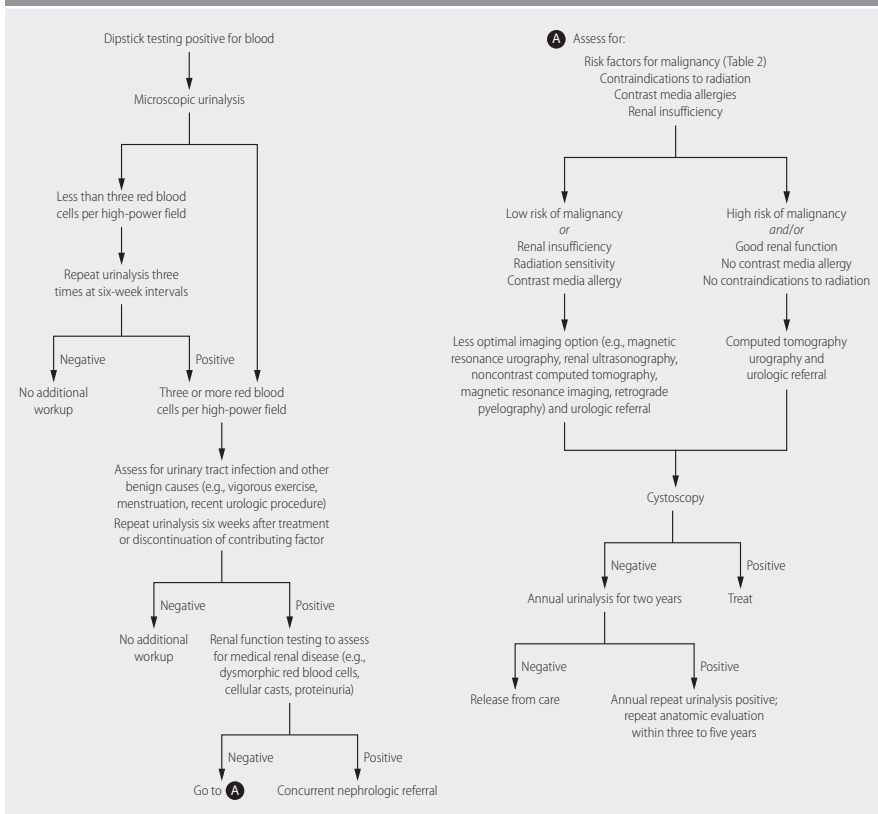 Dipstick testing positive for blood
Microscopic urinalysis
Less than three red blood
cells per high-power field
Repeat urinalysis three
times at six-week intervals
Negative
Positive
No additional
workup
Three or more red blood
cells per high-power field
Assess for urinary tract infection and other
benign causes (e.g., vigorous exercise,
menstruation, recent urologic procedure)
Repeat urinalysis six weeks after treatment
or discontinuation of contributing factor
Negative
Positive
No additional
workup
Renal function testing to assess
for medical renal disease (e.g.,
dysmorphic red blood cells,
cellular casts, proteinuria)
Negative
Positive
Go to A
Concurrent nephrologic referral
A Assess for:
Risk factors for malignancy (Table 2)
Contraindications to radiation
Contrast media allergies
Renal insufficiency
Low risk of malignancy
or
Renal insufficiency
Radiation sensitivity
Contrast media allergy
High risk of malignancy
and/or
Good renal function
No contrast media allergy
No contraindications to radiation
Less optimal imaging option (e.g., magnetic
resonance urography, renal ultrasonography,
noncontrast computed tomography,
magnetic resonance imaging, retrograde
pyelography) and urologic referral
Computed tomography
urography and
urologic referral
Cystoscopy
Negative
Positive
Annual urinalysis for two years
Treat
Negative
Positive
Release from care
Annual repeat urinalysis positive;
repeat anatomic evaluation
within three to five years